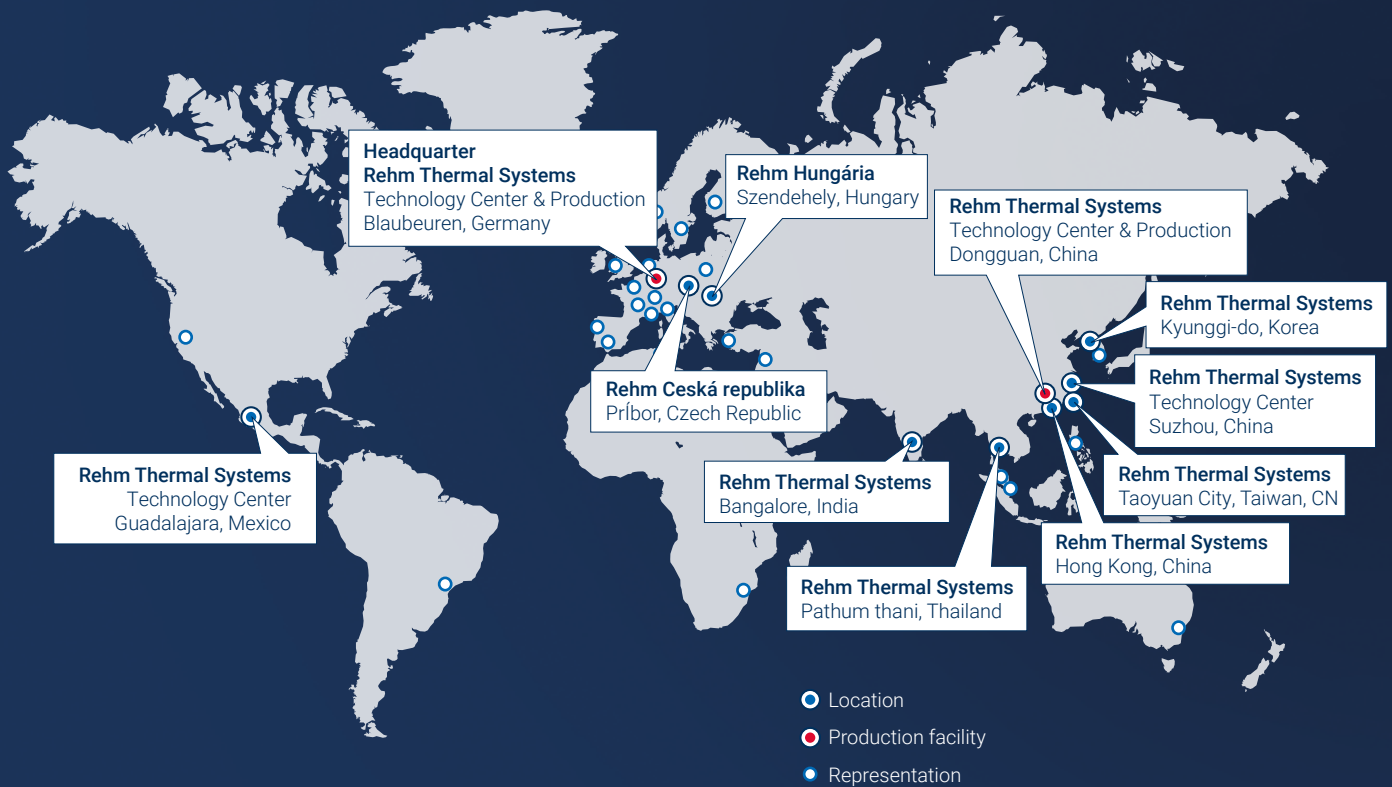 Headquarter
Rehm Thermal Systems
Technology Center & Production
Blaubeuren, Germany
Rehm Hungária
Szendehely, Hungary
Rehm Thermal Systems
Technology Center & Production
Dongguan, China
Rehm Thermal Systems
Kyunggi-do, Korea
Rehm Ceská republika
Príbor, Czech Republic
Rehm Thermal Systems
Technology Center
Suzhou, China
Rehm Thermal Systems
Technology Center
Guadalajara, Mexico
Rehm Thermal Systems
Bangalore, India
Rehm Thermal Systems
Taoyuan City, Taiwan, CN
Rehm Thermal Systems
Hong Kong, China
Rehm Thermal Systems
Pathum thani, Thailand
Location
Production facility
Representation